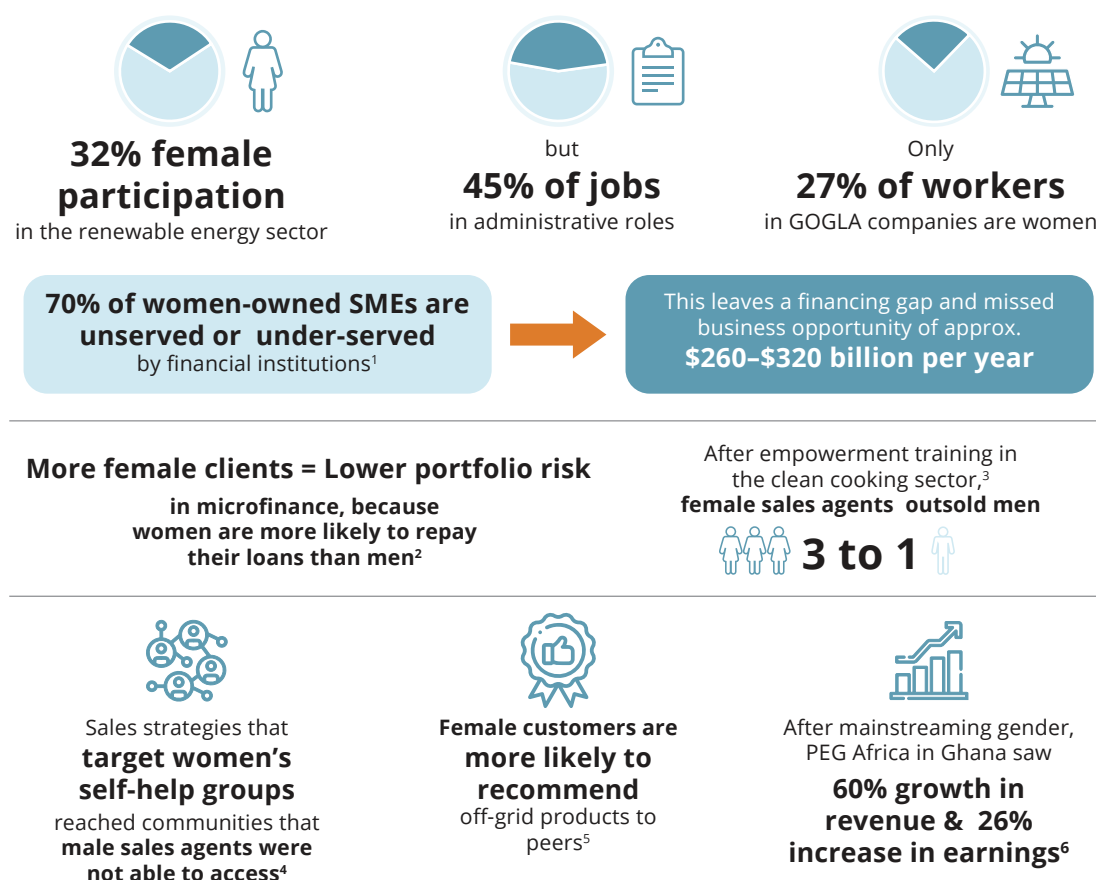 32% female
participation
in the renewable energy sector
but
45% of jobs
in administrative roles
Only
27% of workers
in GOGLA companies are women
70% of women-owned SMEs are
unserved or under-served
by financial institutions¹
This leaves a financing gap and missed
business opportunity of approx.
$260–$320 billion per year
More female clients = Lower portfolio risk
in microfinance, because
women are more likely to repay
their loans than men²
After empowerment training in
the clean cooking sector,³
female sales agents outsold men
3 to 1
Sales strategies that
target women’s
self-help groups
reached communities that
male sales agents were
not able to access⁴
Female customers are
more likely to
recommend
off-grid products to
peers⁵
After mainstreaming gender,
PEG Africa in Ghana saw
60% growth in
revenue & 26%
increase in earnings⁶